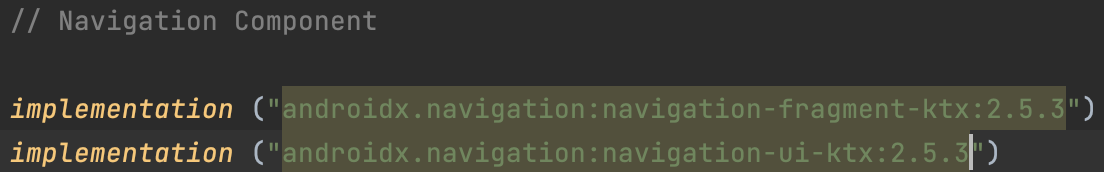 // Navigation Component
implementation ("androidx.navigation:navigation-fragment-ktx:2.5.3")
implementation ("androidx.navigation:navigation-ui-ktx:2.5.3")